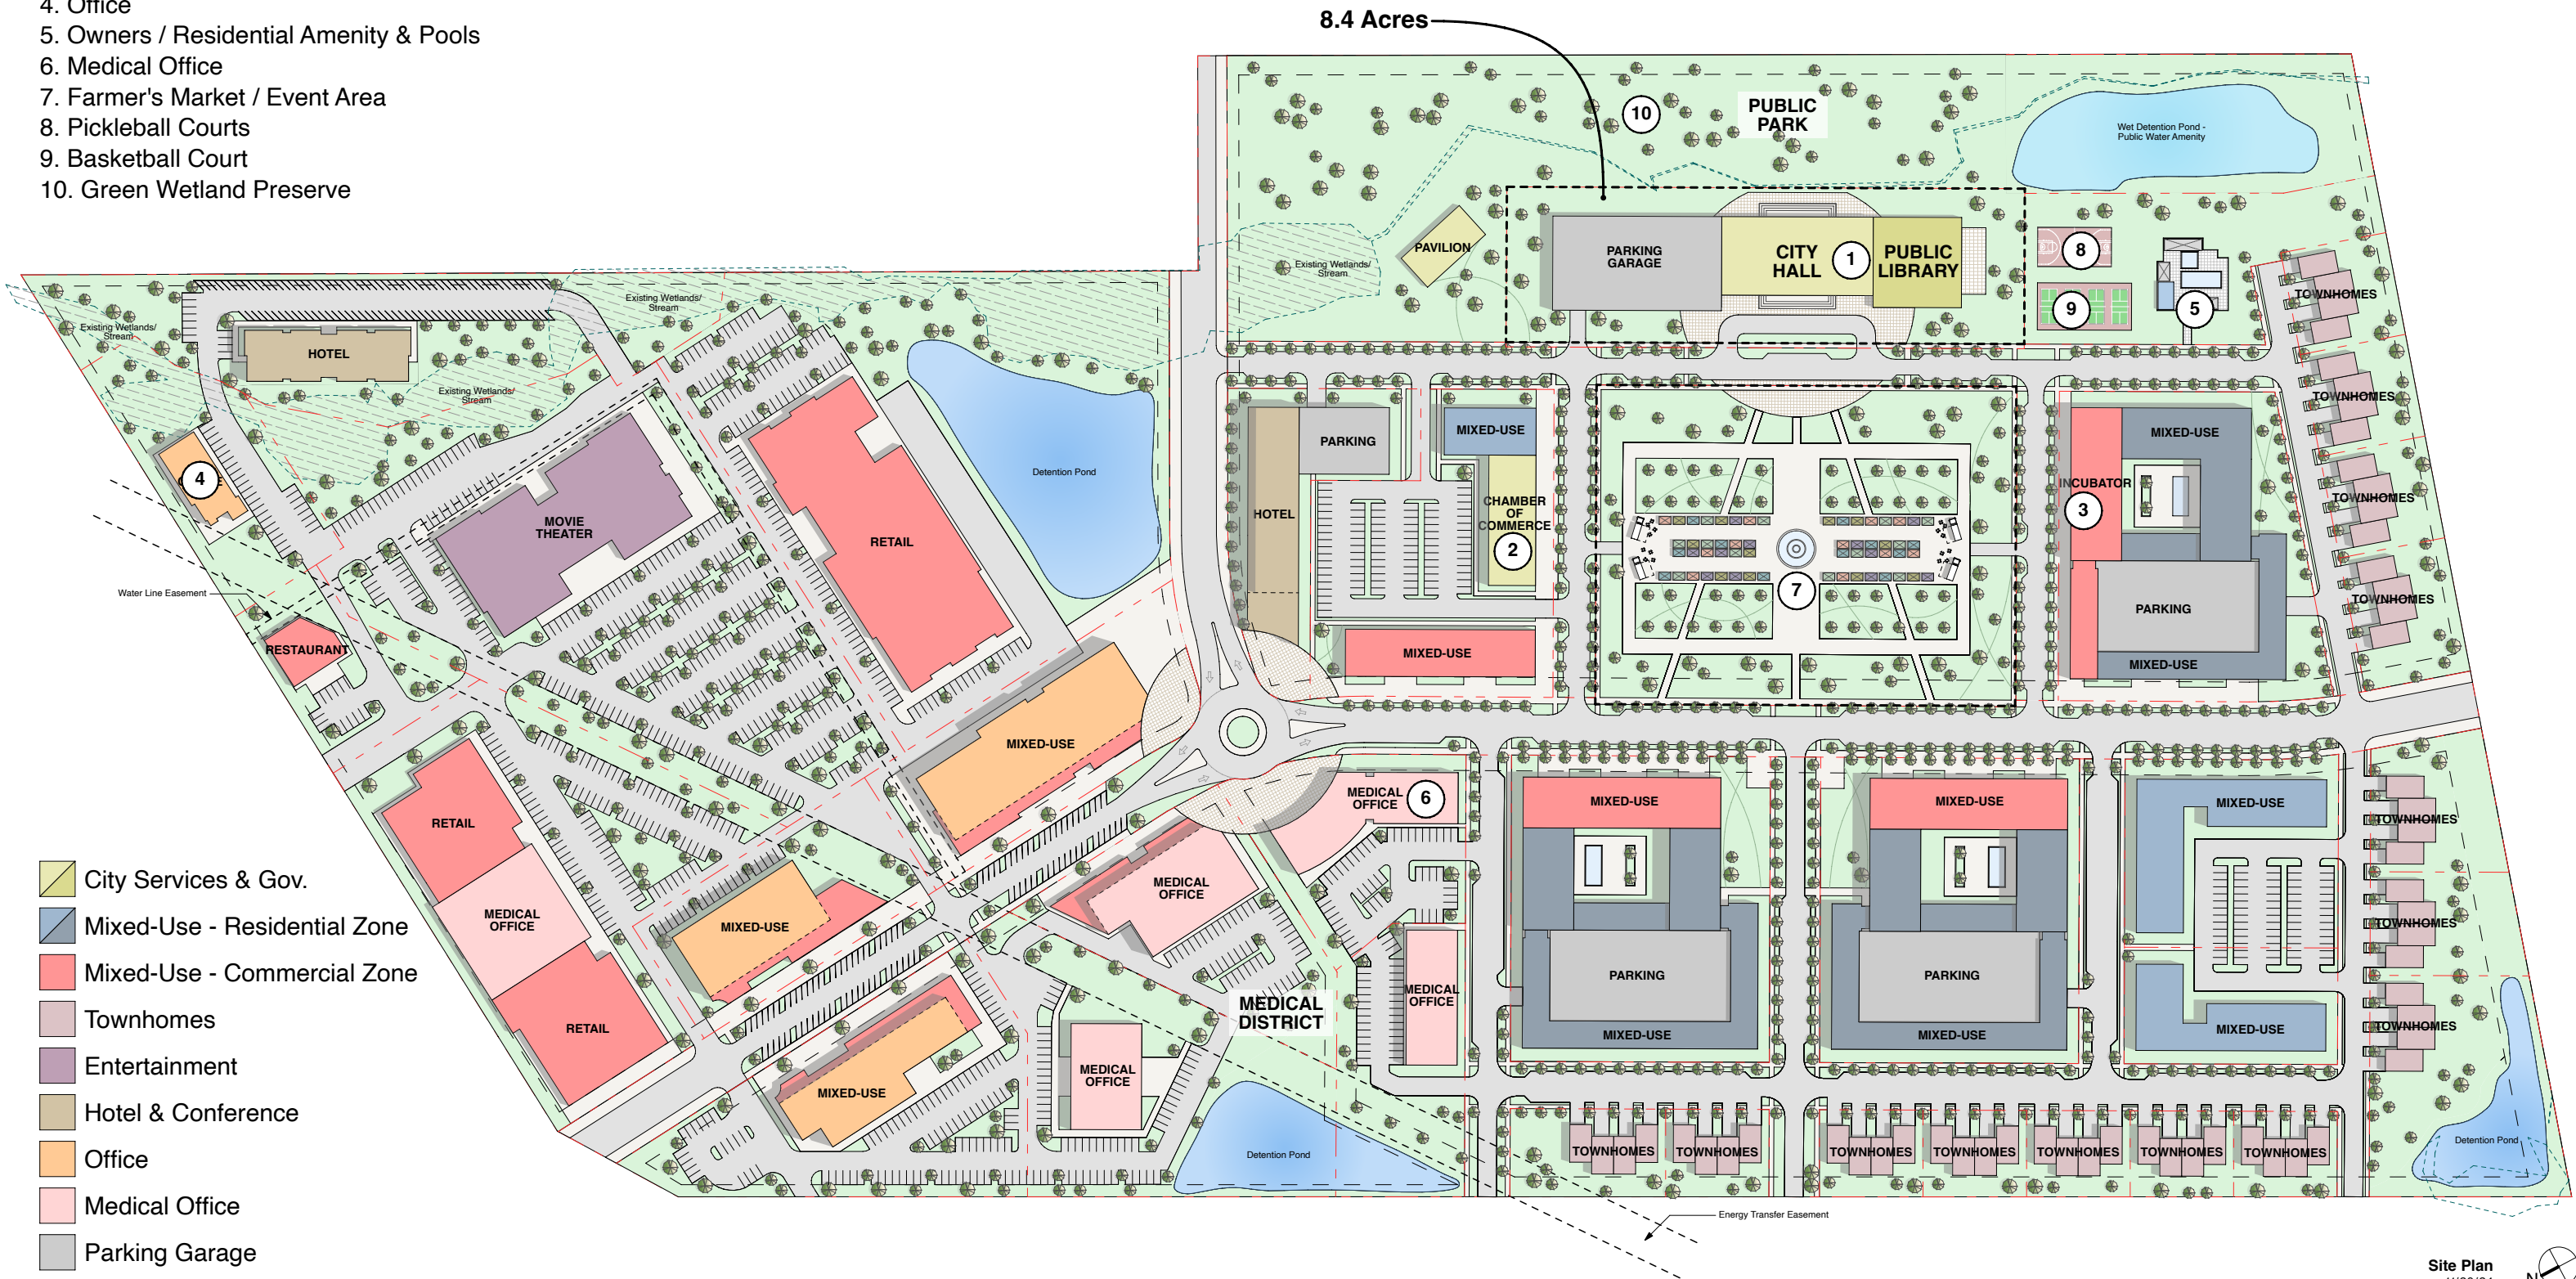 4. Office
5. Owners / Residential Amenity & Pools
6. Medical Office
7. Farmer's Market / Event Area
8. Pickleball Courts
9. Basketball Court
10. Green Wetland Preserve
8.4 Acres
10
PUBLIC
PARK
Wet Detention Pond -
Public Water Amenity
PAVILION
PARKING
GARAGE
CITY
HALL
1
PUBLIC
LIBRARY
8
9
5
TOWNHOMES
TOWNHOMES
TOWNHOMES
TOWNHOMES
Existing Wetlands/
Stream
Existing Wetlands/
Stream
Existing Wetlands/
Stream
Existing Wetlands/
Stream
HOTEL
4
MOVIE
THEATER
RETAIL
Detention Pond
Water Line Easement
RESTAURANT
HOTEL
PARKING
MIXED-USE
CHAMBER
OF
COMMERCE
2
MIXED-USE
7
INCUBATOR
3
MIXED-USE
PARKING
MIXED-USE
MIXED-USE
RETAIL
MEDICAL
OFFICE
RETAIL
MIXED-USE
MIXED-USE
MEDICAL
OFFICE
MEDICAL
OFFICE
6
MEDICAL
OFFICE
MEDICAL
DISTRICT
MEDICAL
OFFICE
Detention Pond
MIXED-USE
PARKING
MIXED-USE
MIXED-USE
PARKING
MIXED-USE
MIXED-USE
MIXED-USE
TOWNHOMES
TOWNHOMES
TOWNHOMES
TOWNHOMES
TOWNHOMES
TOWNHOMES
TOWNHOMES
TOWNHOMES
TOWNHOMES
TOWNHOMES
Detention Pond
Energy Transfer Easement
City Services & Gov.
Mixed-Use - Residential Zone
Mixed-Use - Commercial Zone
Townhomes
Entertainment
Hotel & Conference
Office
Medical Office
Parking Garage
Site Plan
N